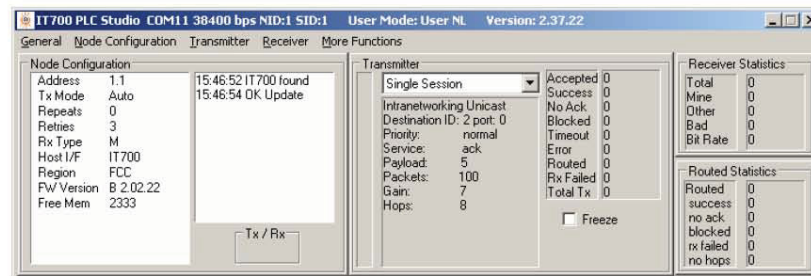 IT700 PLC Studio COM11 38400 bps NID:1 SID:1 User Mode: User NL Version: 2.37.22
General Node Configuration Transmitter Receiver More Functions
Node Configuration
Address 1.1
Tx Mode Auto
Repeats 0
Retries 3
Rx Type M
Host I/F IT700
Region FCC
FW Version B 2.02.22
Free Mem 2333
15:46:52 IT700 found
15:46:54 OK Update
Tx / Rx
Transmitter
Single Session
Intranetworking Unicast
Destination ID: 2 port: 0
Priority: normal
Service: ack
Payload: 5
Packets: 100
Gain: 7
Hops: 8
Accepted 0
Success 0
No Ack 0
Blocked 0
Timeout 0
Error 0
Routed 0
Rx Failed 0
Total Tx 0
Freeze
Receiver Statistics
Total 0
Mine 0
Other 0
Bad 0
Bit Rate 0
Routed Statistics
Routed 0
success 0
no ack 0
blocked 0
rx failed 0
no hops 0